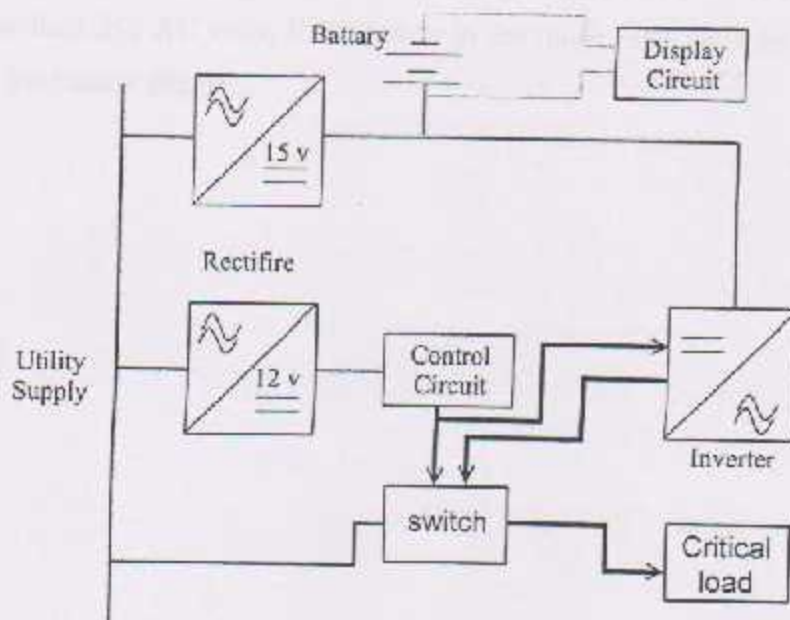 Battary
Display
Circuit
15 v
Rectifire
Utility
Supply
12 v
Control
Circuit
Inverter
switch
Critical
load